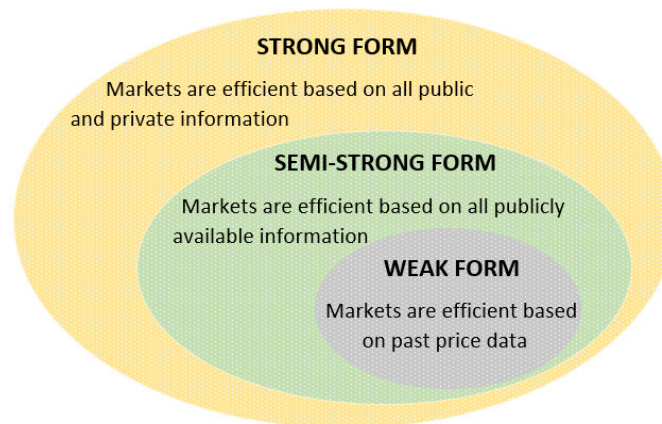 STRONG FORM
Markets are efficient based on all public
and private information
SEMI-STRONG FORM
Markets are efficient based on all publicly
available information
WEAK FORM
Markets are efficient based
on past price data